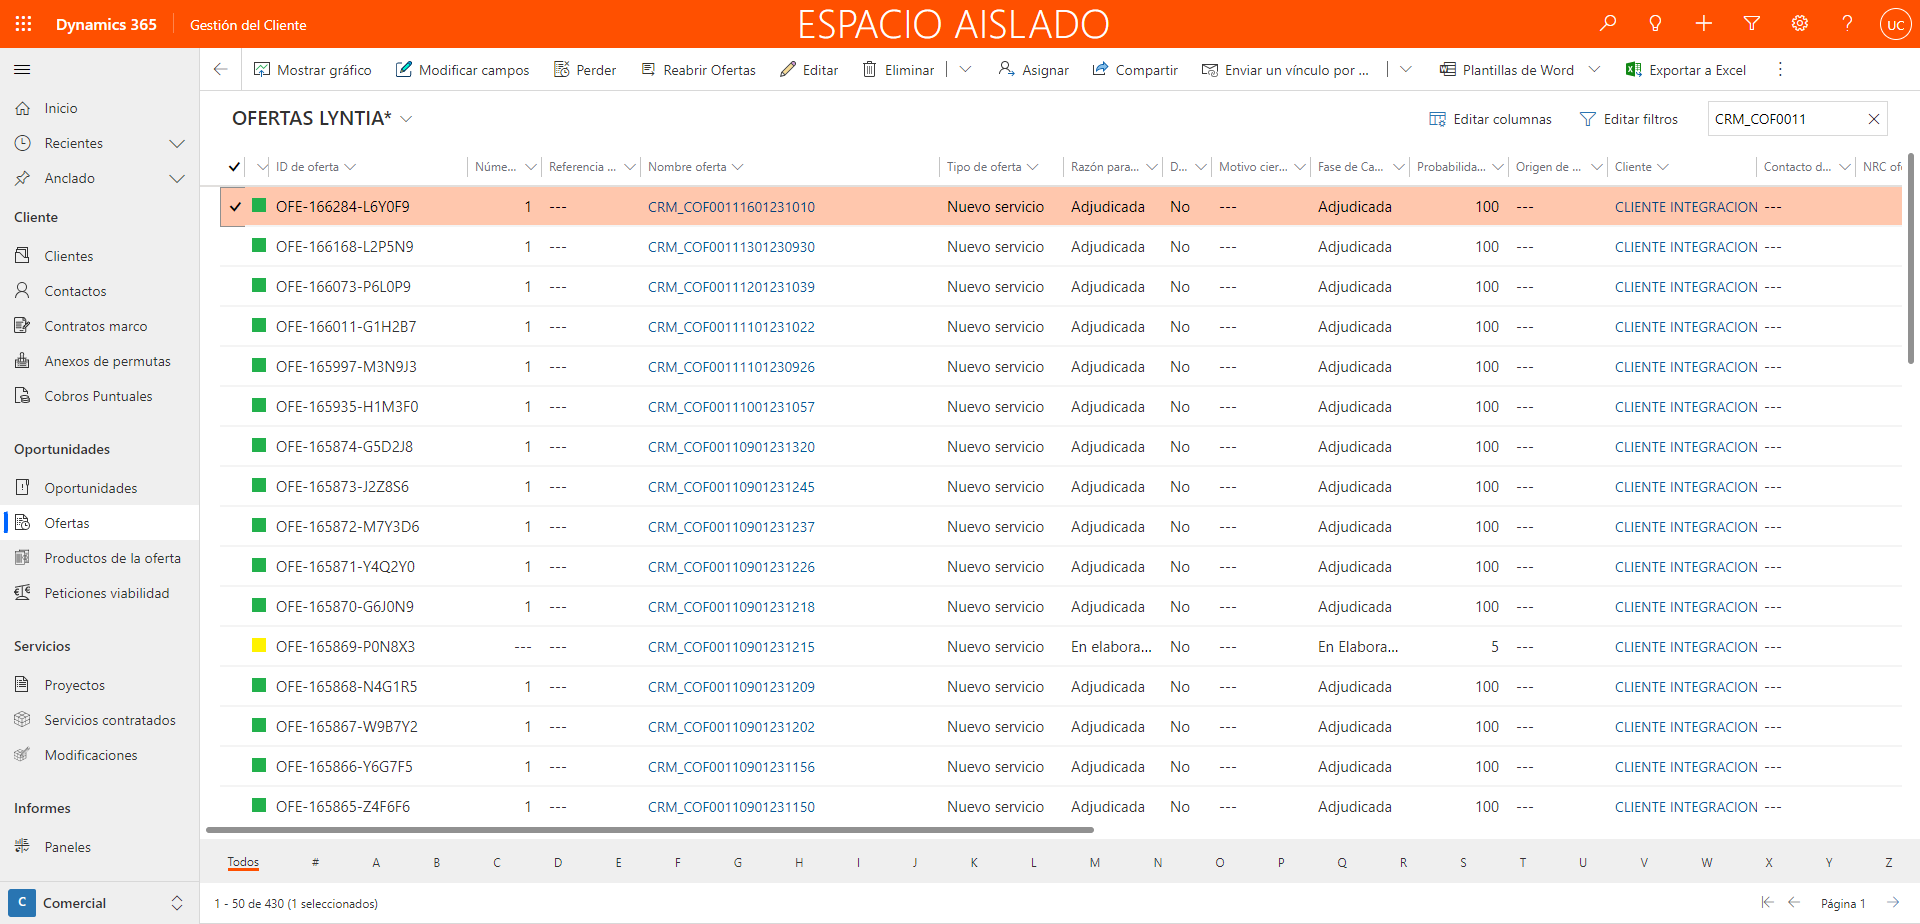 Dynamics 365 Gestión del Cliente ESPACIO AISLADO UC
Mostrar gráfico Modificar campos Perder Reabrir Ofertas Editar Eliminar Asignar Compartir Enviar un vínculo por ... Plantillas de Word Exportar a Excel
Inicio
Recientes
Anclado
Cliente
Clientes
Contactos
Contratos marco
Anexos de permutas
Cobros Puntuales
Oportunidades
Oportunidades
Ofertas
Productos de la oferta
Peticiones viabilidad
Servicios
Proyectos
Servicios contratados
Modificaciones
Informes
Paneles
C Comercial
OFERTAS LYNTIA* Editar columnas Editar filtros CRM_COF0011
ID de oferta Núme... Referencia ... Nombre oferta Tipo de oferta Razón para... D... Motivo cier... Fase de Ca... Probabilida... Origen de ... Cliente Contacto d... NRC ofe
OFE-166284-L6Y0F9 1 --- CRM_COF00111601231010 Nuevo servicio Adjudicada No --- Adjudicada 100 --- CLIENTE INTEGRACION ---
OFE-166168-L2P5N9 1 --- CRM_COF00111301230930 Nuevo servicio Adjudicada No --- Adjudicada 100 --- CLIENTE INTEGRACION ---
OFE-166073-P6L0P9 1 --- CRM_COF00111201231039 Nuevo servicio Adjudicada No --- Adjudicada 100 --- CLIENTE INTEGRACION ---
OFE-166011-G1H2B7 1 --- CRM_COF00111101231022 Nuevo servicio Adjudicada No --- Adjudicada 100 --- CLIENTE INTEGRACION ---
OFE-165997-M3N9J3 1 --- CRM_COF00111101230926 Nuevo servicio Adjudicada No --- Adjudicada 100 --- CLIENTE INTEGRACION ---
OFE-165935-H1M3F0 1 --- CRM_COF00111001231057 Nuevo servicio Adjudicada No --- Adjudicada 100 --- CLIENTE INTEGRACION ---
OFE-165874-G5D2J8 1 --- CRM_COF00110901231320 Nuevo servicio Adjudicada No --- Adjudicada 100 --- CLIENTE INTEGRACION ---
OFE-165873-J2Z8S6 1 --- CRM_COF00110901231245 Nuevo servicio Adjudicada No --- Adjudicada 100 --- CLIENTE INTEGRACION ---
OFE-165872-M7Y3D6 1 --- CRM_COF00110901231237 Nuevo servicio Adjudicada No --- Adjudicada 100 --- CLIENTE INTEGRACION ---
OFE-165871-Y4Q2Y0 1 --- CRM_COF00110901231226 Nuevo servicio Adjudicada No --- Adjudicada 100 --- CLIENTE INTEGRACION ---
OFE-165870-G6J0N9 1 --- CRM_COF00110901231218 Nuevo servicio Adjudicada No --- Adjudicada 100 --- CLIENTE INTEGRACION ---
OFE-165869-P0N8X3 --- --- CRM_COF00110901231215 Nuevo servicio En elabora... No --- En Elabora... 5 --- CLIENTE INTEGRACION ---
OFE-165868-N4G1R5 1 --- CRM_COF00110901231209 Nuevo servicio Adjudicada No --- Adjudicada 100 --- CLIENTE INTEGRACION ---
OFE-165867-W9B7Y2 1 --- CRM_COF00110901231202 Nuevo servicio Adjudicada No --- Adjudicada 100 --- CLIENTE INTEGRACION ---
OFE-165866-Y6G7F5 1 --- CRM_COF00110901231156 Nuevo servicio Adjudicada No --- Adjudicada 100 --- CLIENTE INTEGRACION ---
OFE-165865-Z4F6F6 1 --- CRM_COF00110901231150 Nuevo servicio Adjudicada No --- Adjudicada 100 --- CLIENTE INTEGRACION ---
Todos # A B C D E F G H I J K L M N O P Q R S T U V W X Y Z
1 - 50 de 430 (1 seleccionados) Página 1